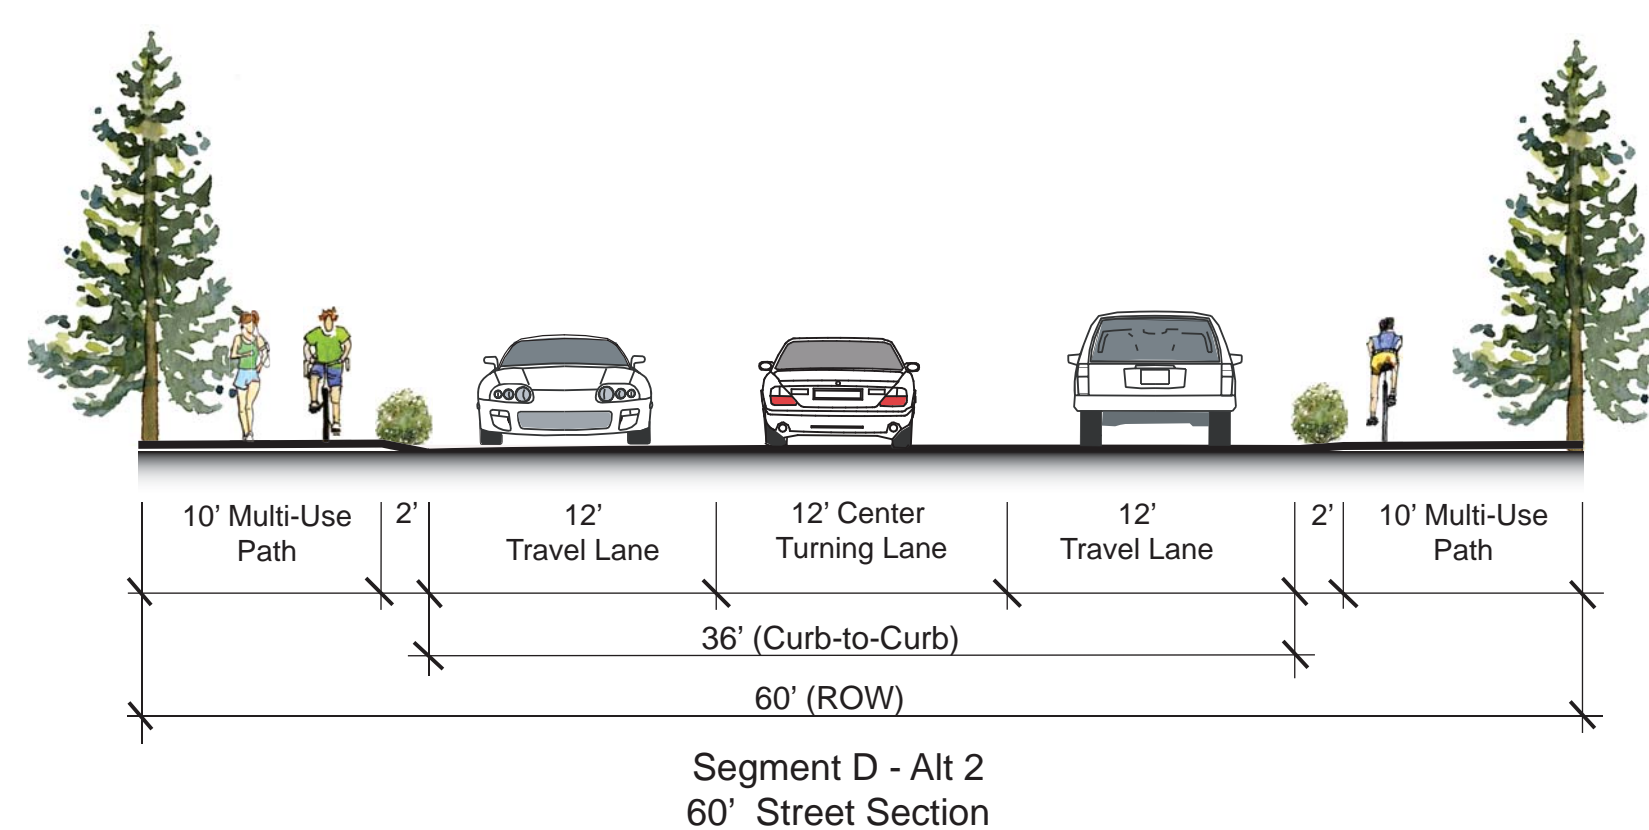 10’ Multi-Use
Path
2’
12’
Travel Lane
12’ Center
Turning Lane
12’
Travel Lane
2’
10’ Multi-Use
Path
36’ (Curb-to-Curb)
60’ (ROW)
Segment D - Alt 2
60’ Street Section